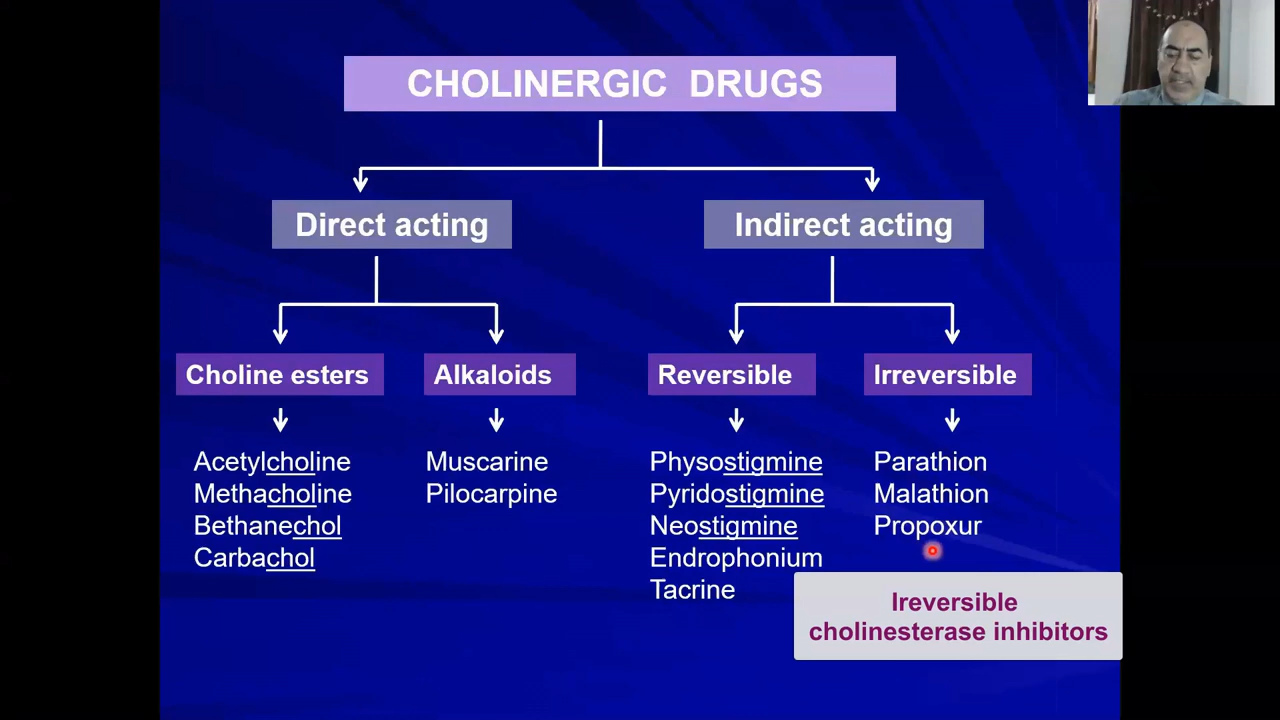 CHOLINERGIC DRUGS
Direct acting
Indirect acting
Choline esters
Alkaloids
Reversible
Irreversible
Acetylcholine
Methacholine
Bethanechol
Carbachol
Muscarine
Pilocarpine
Physostigmine
Pyridostigmine
Neostigmine
Endrophonium
Tacrine
Parathion
Malathion
Propoxur
Ireversible
cholinesterase inhibitors